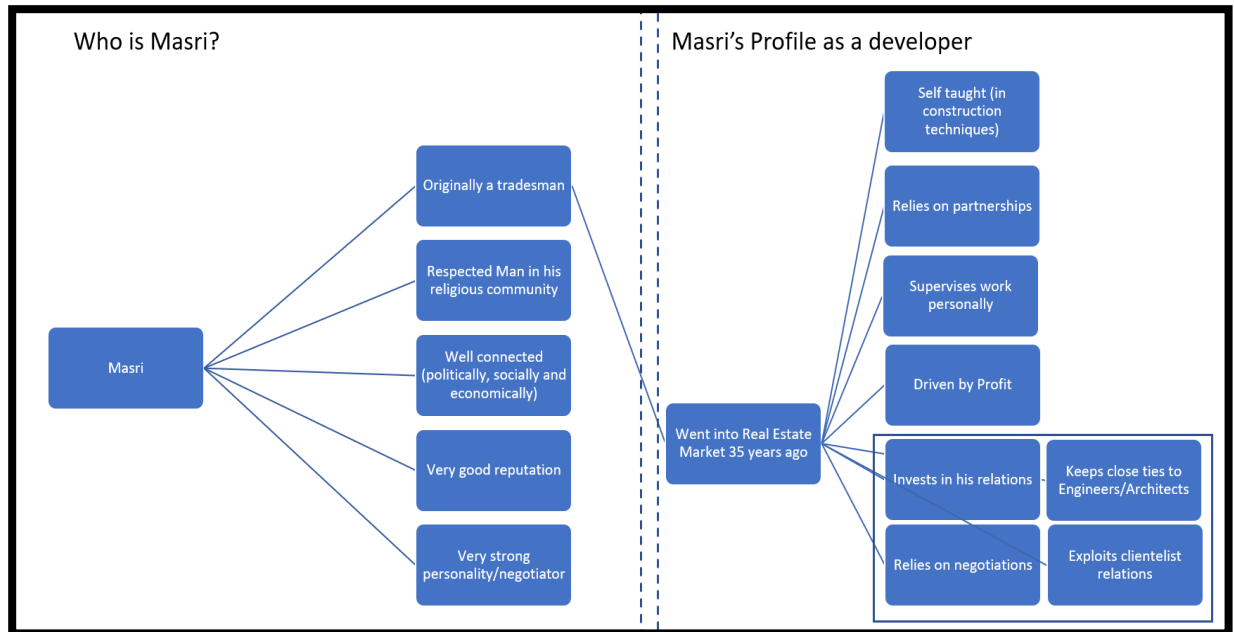 Who is Masri?
Masri
Originally a tradesman
Respected Man in his
religious community
Well connected
(politically, socially and
economically)
Very good reputation
Very strong
personality/negotiator
Masri’s Profile as a developer
Went into Real Estate
Market 35 years ago
Self taught (in
construction
techniques)
Relies on partnerships
Supervises work
personally
Driven by Profit
Invests in his relations
Keeps close ties to
Engineers/Architects
Relies on negotiations
Exploits clientelist
relations